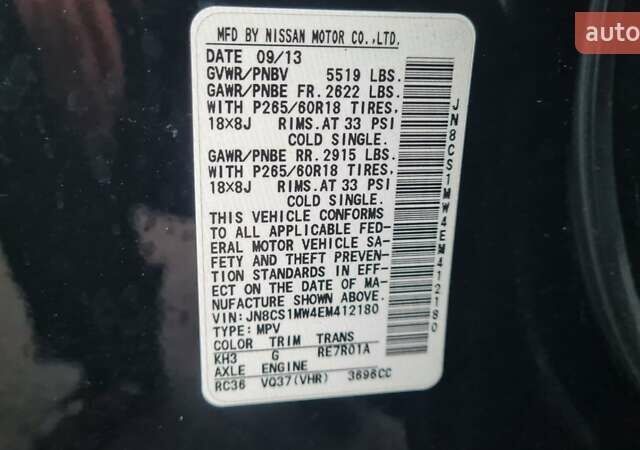 auto
MFD BY NISSAN MOTOR CO.,LTD.
DATE 09/13
GVWR/PNBV 5519 LBS.
GAWR/PNBE FR. 2622 LBS.
WITH P265/60R18 TIRES,
18×8J RIMS. AT 33 PSI
COLD SINGLE.
GAWR/PNBE RR. 2915 LBS.
WITH P265/60R18 TIRES,
18×8J RIMS. AT 33 PSI
COLD SINGLE.
THIS VEHICLE CONFORMS
TO ALL APPLICABLE FED-
ERAL MOTOR VEHICLE SA-
FETY AND THEFT PREVEN-
TION STANDARDS IN EFF-
ECT ON THE DATE OF MA-
NUFACTURE SHOWN ABOVE.
VIN:JN8CS1MW4EM412180
TYPE: MPV
COLOR TRIM TRANS
KH3 G RE7R01A
AXLE ENGINE
RC36 VQ37(VHR) 3696CC
JN8CS1MW4EM412180